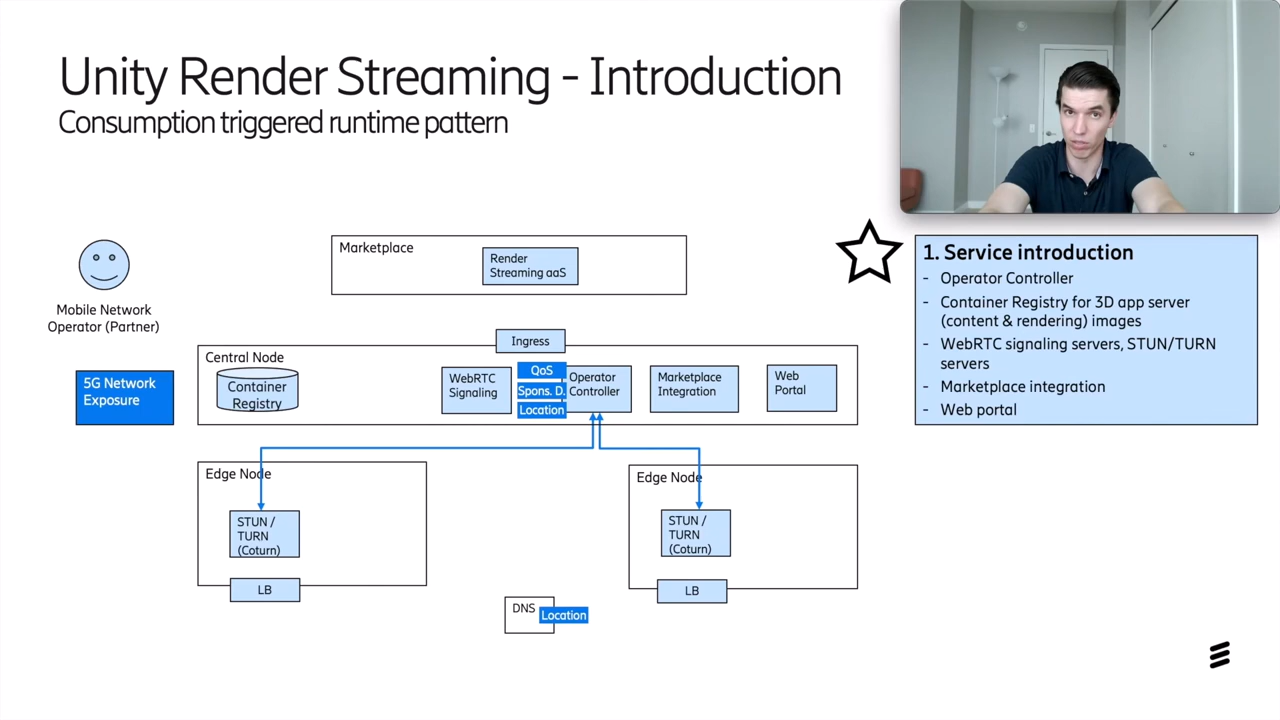 Unity Render Streaming - Introduction
Consumption triggered runtime pattern
Mobile Network
Operator (Partner)
5G Network
Exposure
Marketplace
Render
Streaming aaS
Ingress
Central Node
Container
Registry
WebRTC
Signaling
QoS
Spons. D.
Location
Operator
Controller
Marketplace
Integration
Web
Portal
Edge Node
STUN /
TURN
(Coturn)
LB
Edge Node
STUN /
TURN
(Coturn)
LB
DNS
Location
1. Service introduction
- Operator Controller
- Container Registry for 3D app server
(content & rendering) images
- WebRTC signaling servers, STUN/TURN
servers
- Marketplace integration
- Web portal